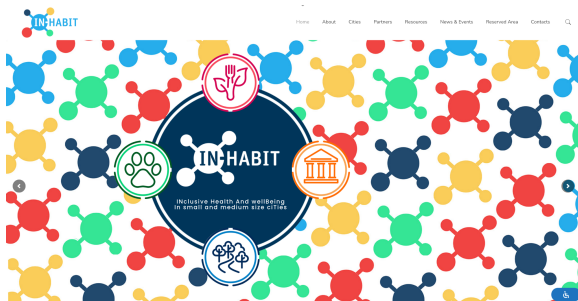 IN-HABIT
Home
About
Cities
Partners
Resources
News & Events
Reserved Area
Contacts
IN-HABIT
INclusive Health And wellBeing
In small and medium size ciTies